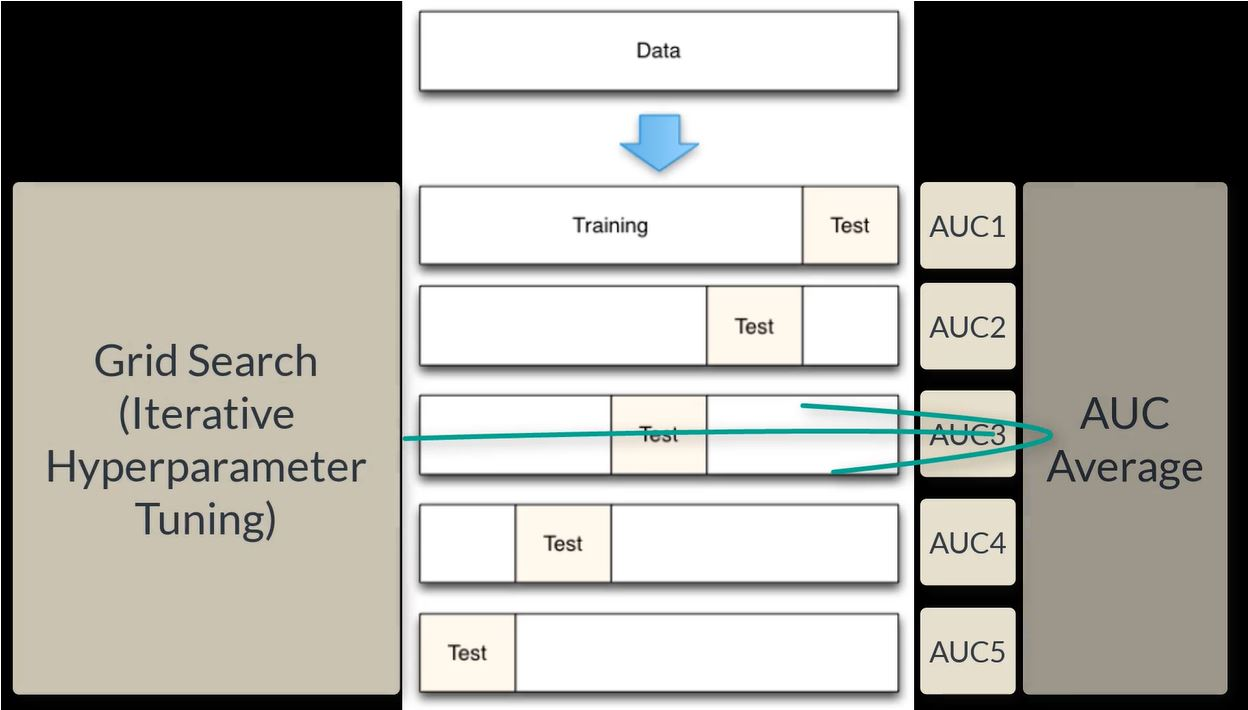 Data
Training
Test
AUC1
Test
AUC2
Grid Search
(Iterative
Hyperparameter
Tuning)
Test
AUC3
AUC
Average
Test
AUC4
Test
AUC5